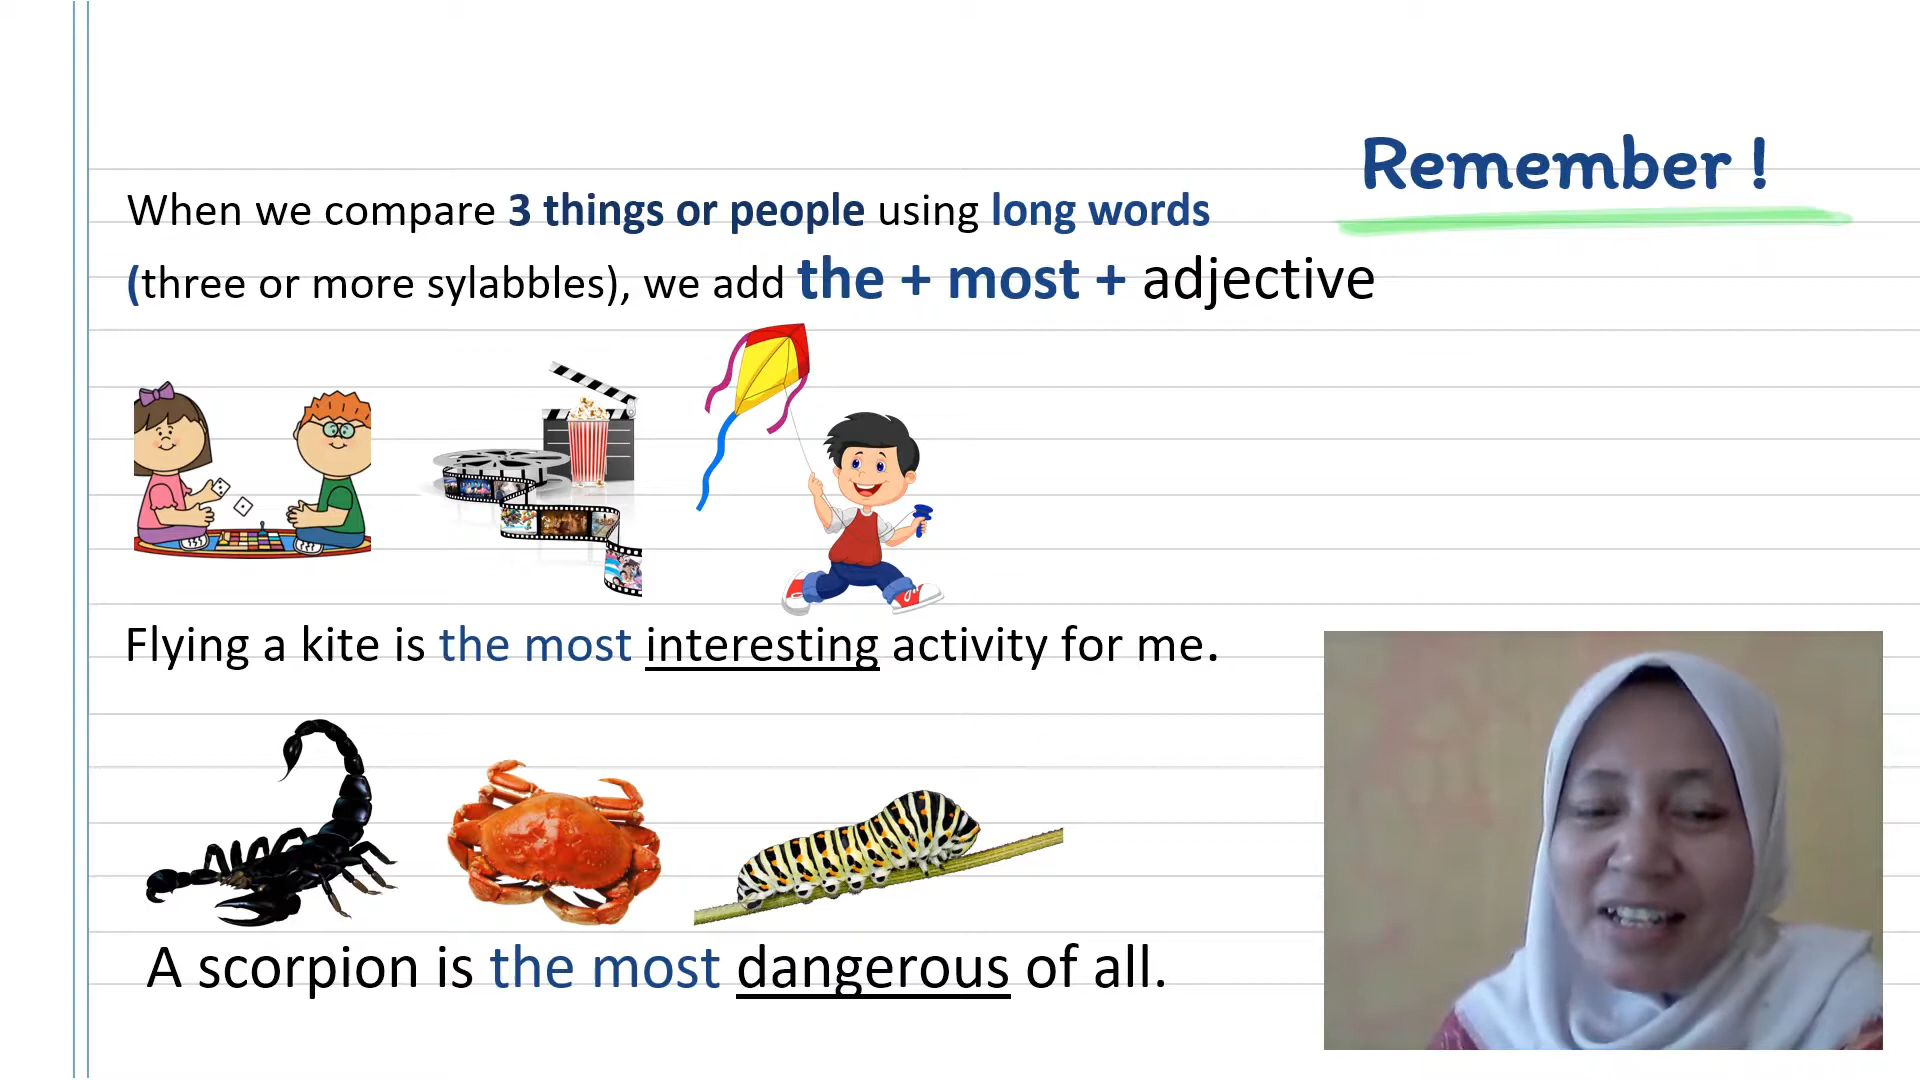 Remember !
When we compare 3 things or people using long words
(three or more sylabbles), we add the + most + adjective
Flying a kite is the most interesting activity for me.
A scorpion is the most dangerous of all.